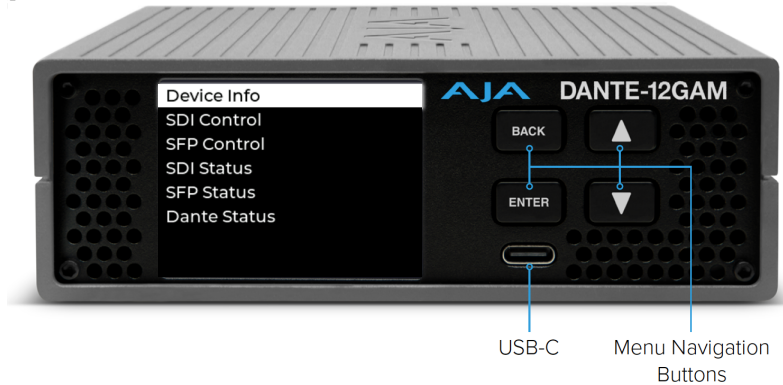 Device Info
SDI Control
SFP Control
SDI Status
SFP Status
Dante Status
AJA DANTE-12GAM
BACK
ENTER
USB-C
Menu Navigation
Buttons